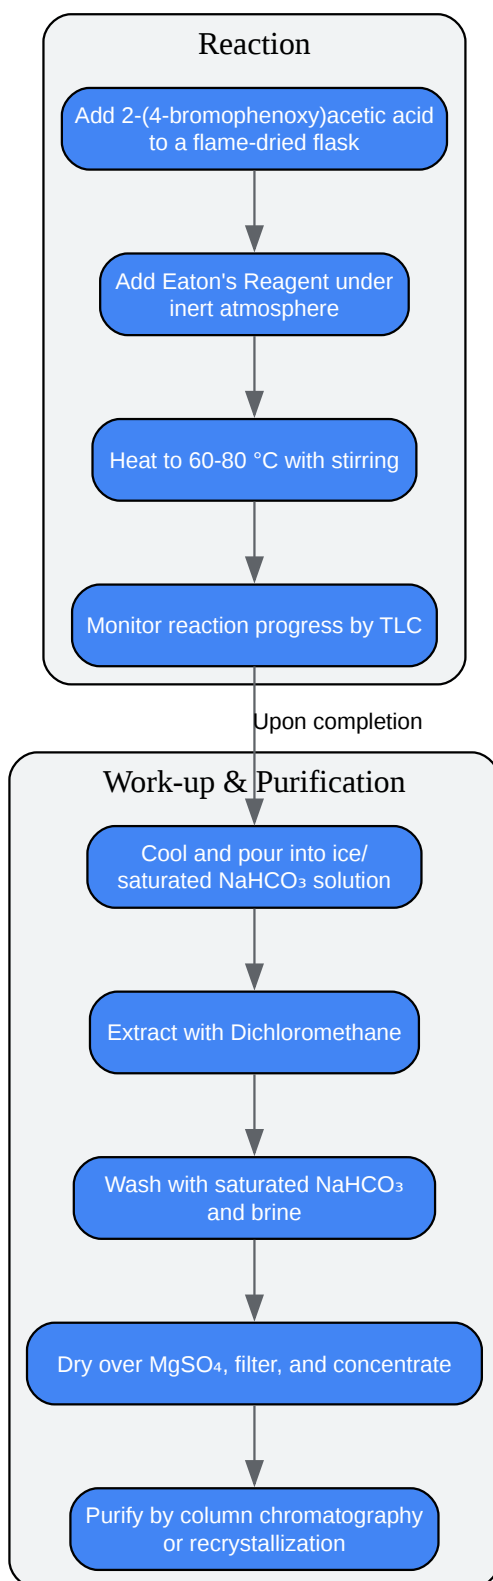 Reaction
Add 2-(4-bromophenoxy)acetic acid
to a flame-dried flask
Add Eaton's Reagent under
inert atmosphere
Heat to 60-80 °C with stirring
Monitor reaction progress by TLC
Upon completion
Work-up & Purification
Cool and pour into ice/
saturated NaHCO₃ solution
Extract with Dichloromethane
Wash with saturated NaHCO₃
and brine
Dry over MgSO₄, filter, and concentrate
Purify by column chromatography
or recrystallization